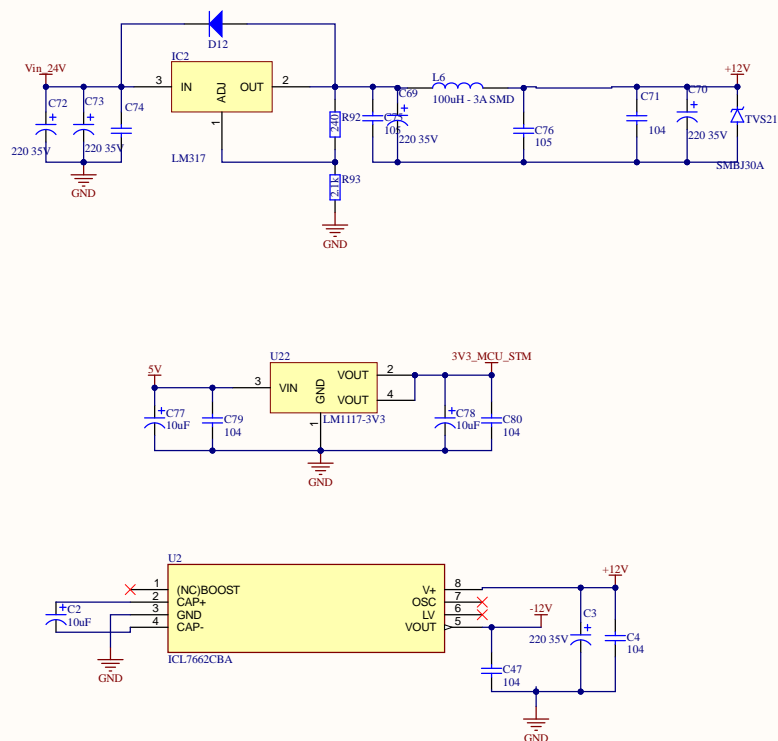 D12
Vin_24V
IC2
+12V
3
IN
ADJ
OUT
2
1
LM317
C72
220 35V
C73
220 35V
C74
R92
240
R93
2.1k
GND
GND
C75
105
C69
220 35V
L6
100uH - 3A SMD
C76
105
C71
104
C70
220 35V
TVS21
SMBJ30A
U22
5V
3V3_MCU_STM
3
VIN
GND
VOUT
2
VOUT
4
1
LM1117-3V3
C77
10uF
C79
104
C78
10uF
C80
104
GND
U2
+12V
1
(NC)BOOST
2
CAP+
3
GND
4
CAP-
V+
8
OSC
7
LV
6
VOUT
5
ICL7662CBA
C2
10uF
GND
-12V
C3
220 35V
C4
104
C47
104
GND